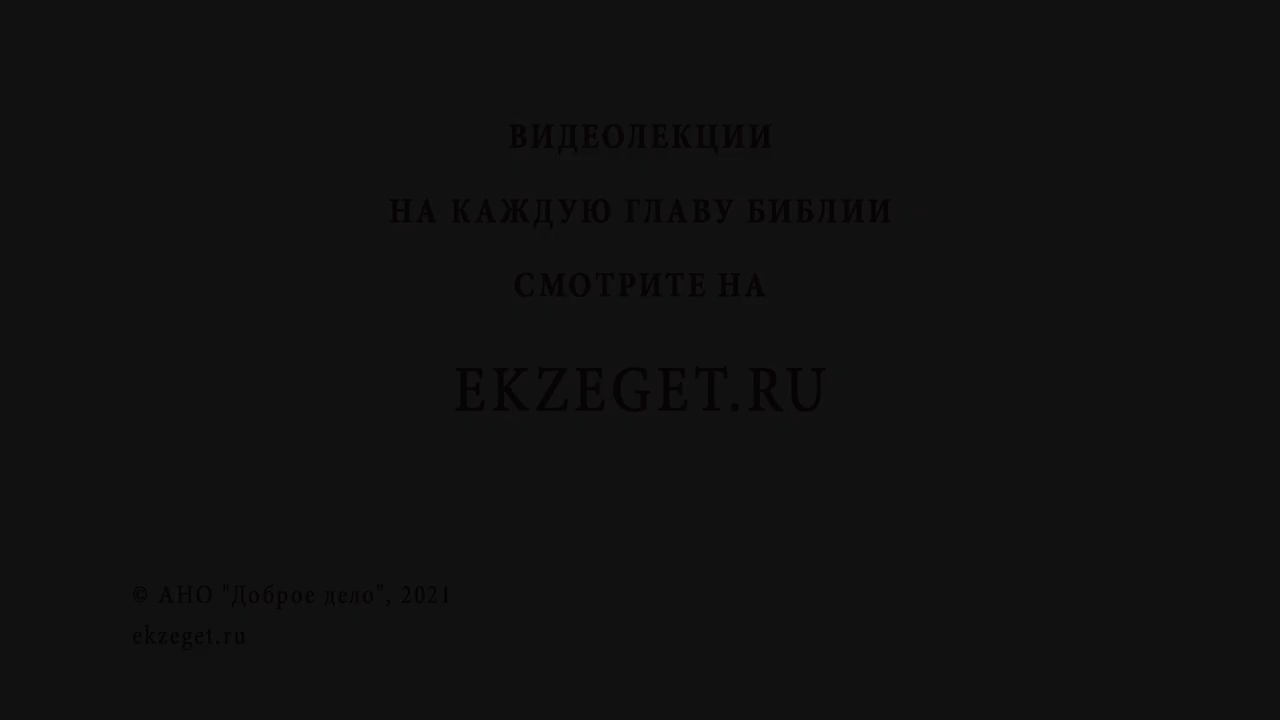 ВИДЕОЛЕКЦИИ
НА КАЖДУЮ ГЛАВУ БИБЛИИ
СМОТРИТЕ НА
EKZEGET.RU
© АНО "Доброе дело", 2021
ekzeget.ru